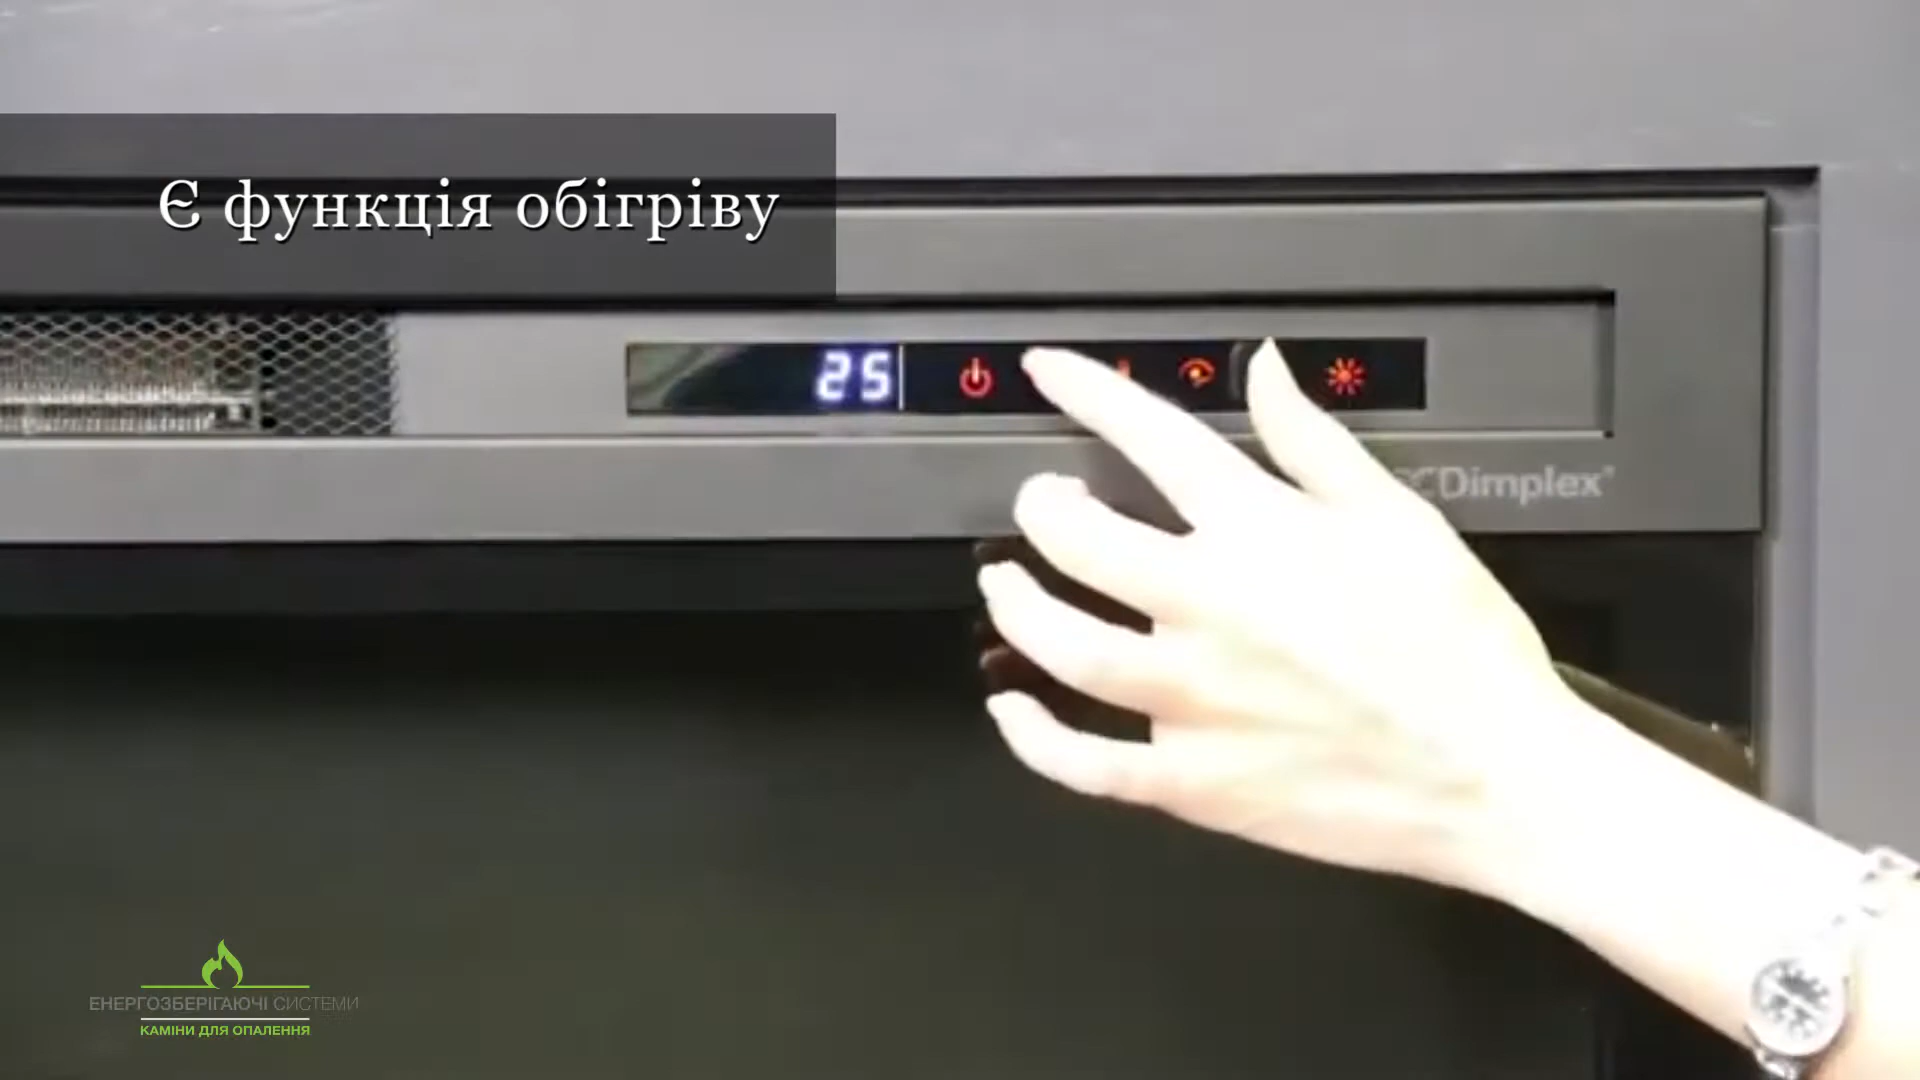 Є функція обігріву
25
Dimplex®
ЕНЕРГОЗБЕРІГАЮЧІ СИСТЕМИ
КАМІНИ ДЛЯ ОПАЛЕННЯ